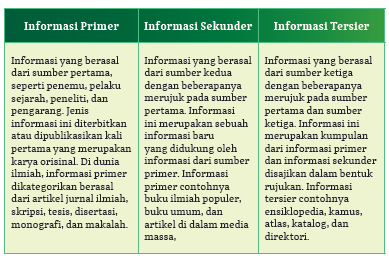 Informasi Primer
Informasi yang berasal
dari sumber pertama,
seperti penemu, pelaku
sejarah, peneliti, dan
pengarang. Jenis
informasi ini diterbitkan
atau dipublikasikan kali
pertama yang merupakan
karya orisinal. Di dunia
ilmiah, informasi primer
dikategorikan berasal
dari artikel jurnal ilmiah,
skripsi, tesis, disertasi,
monografi, dan makalah.
Informasi Sekunder
Informasi yang berasal
dari sumber kedua
dengan beberapanya
merujuk pada sumber
pertama. Informasi
ini merupakan sebuah
informasi baru
yang didukung oleh
informasi dari sumber
primer. Informasi
primer contohnya
buku ilmiah populer,
buku umum, dan
artikel di dalam media
massa,
Informasi Tersier
Informasi yang berasal
dari sumber ketiga
dengan beberapanya
merujuk pada sumber
pertama dan sumber
ketiga. Informasi ini
merupakan kumpulan
dari informasi primer
dan informasi sekunder
disajikan dalam bentuk
rujukan. Informasi
tersier contohnya
ensiklopedia, kamus,
atlas, katalog, dan
direktori.